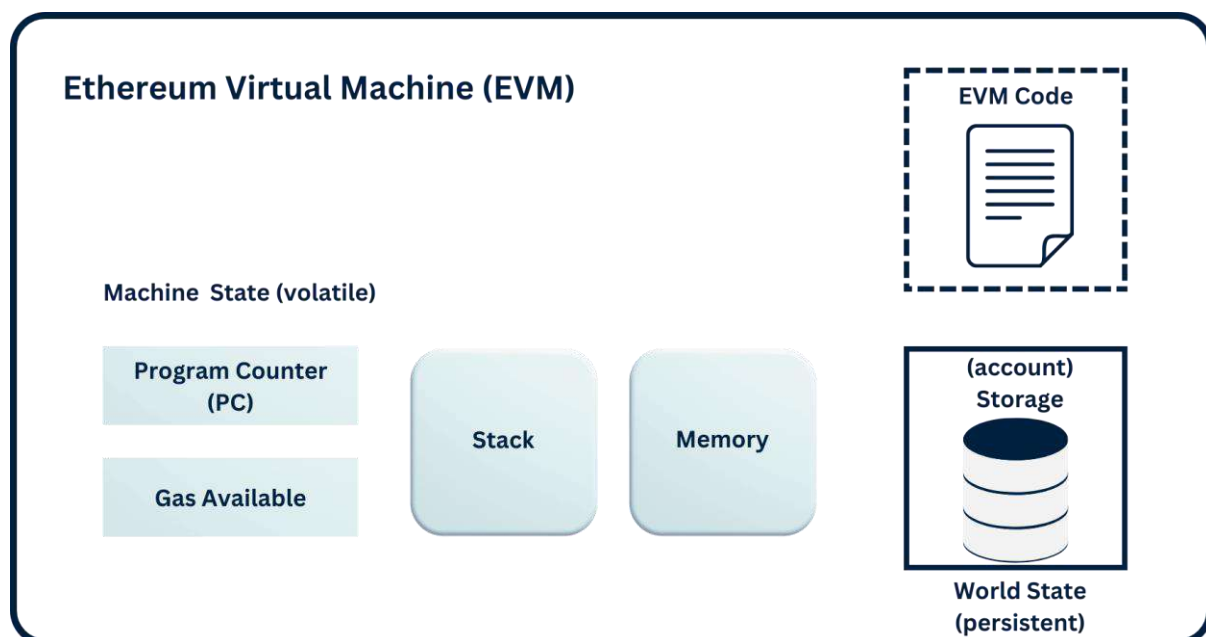 Ethereum Virtual Machine (EVM)
EVM Code
Machine State (volatile)
Program Counter
(PC)
Gas Available
Stack
Memory
(account)
Storage
World State
(persistent)